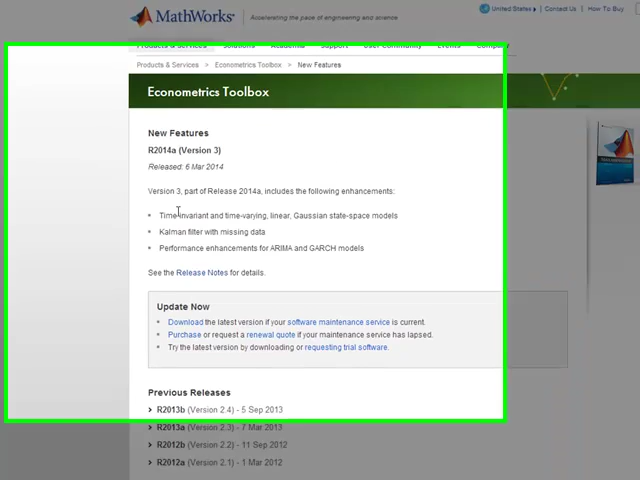 MathWorks Accelerating the pace of engineering and science
United States | Contact Us | How To Buy
Products & Services Solutions Academia Support User Community Events Company
Products & Services > Econometrics Toolbox > New Features
Econometrics Toolbox
New Features
R2014a (Version 3)
Released: 6 Mar 2014
Version 3, part of Release 2014a, includes the following enhancements:
Time-invariant and time-varying, linear, Gaussian state-space models
Kalman filter with missing data
Performance enhancements for ARIMA and GARCH models
See the Release Notes for details.
Update Now
Download the latest version if your software maintenance service is current.
Purchase or request a renewal quote if your maintenance service has lapsed.
Try the latest version by downloading or requesting trial software.
Previous Releases
R2013b (Version 2.4) - 5 Sep 2013
R2013a (Version 2.3) - 7 Mar 2013
R2012b (Version 2.2) - 11 Sep 2012
R2012a (Version 2.1) - 1 Mar 2012